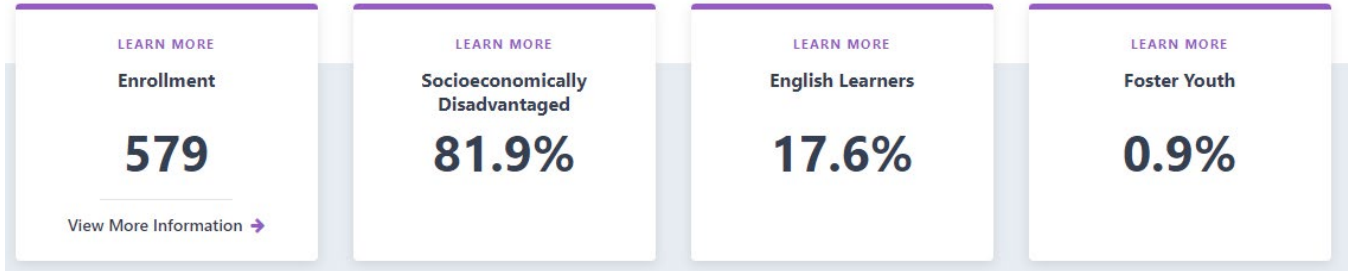 LEARN MORE
Enrollment
579
View More Information
LEARN MORE
Socioeconomically
Disadvantaged
81.9%
LEARN MORE
English Learners
17.6%
LEARN MORE
Foster Youth
0.9%